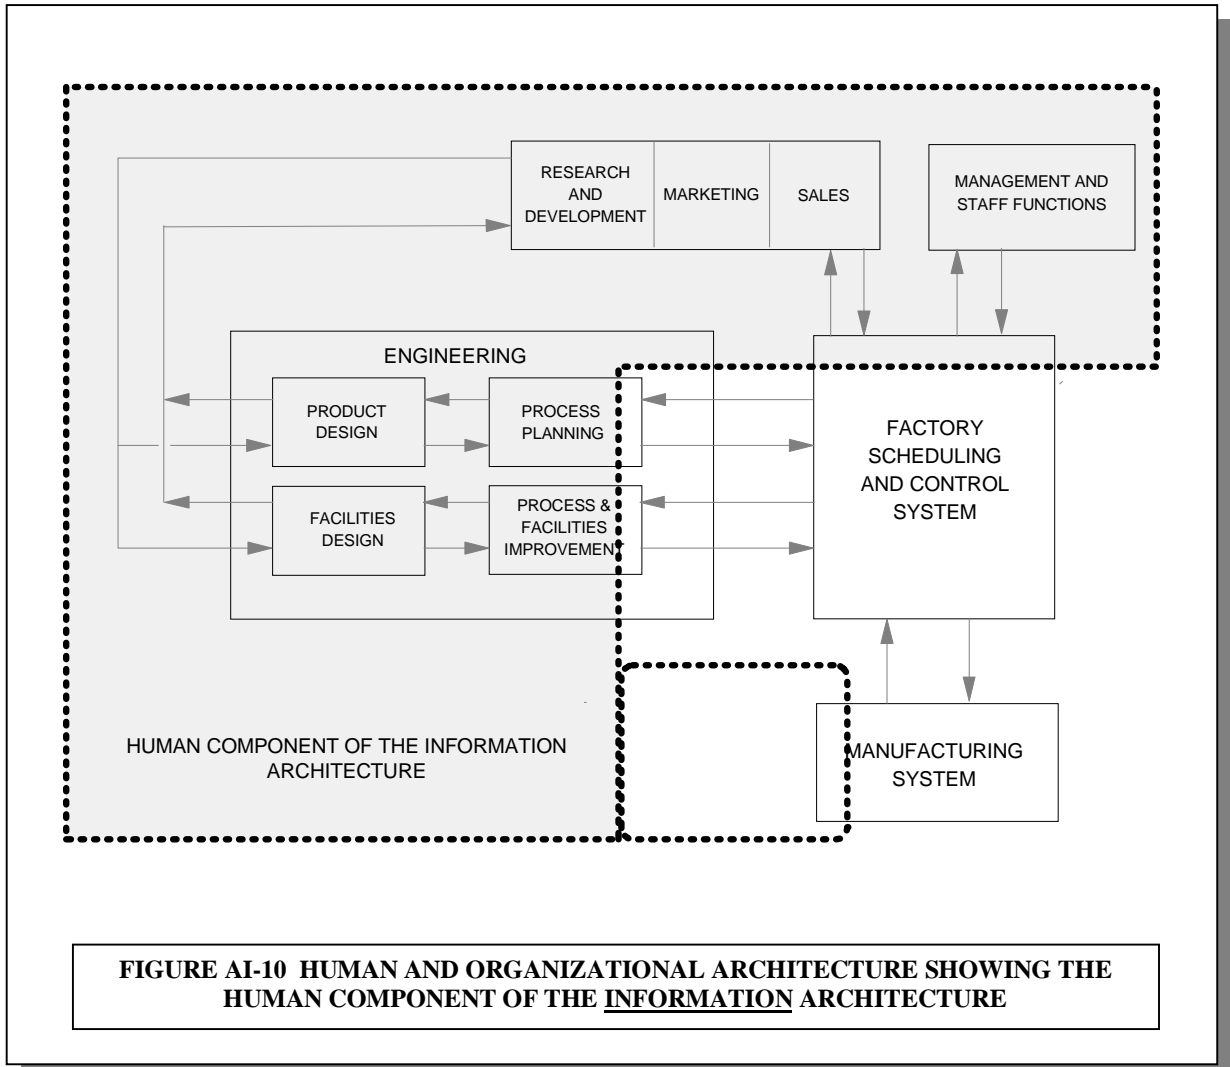 RESEARCH
AND
DEVELOPMENT
MARKETING
SALES
MANAGEMENT AND
STAFF FUNCTIONS
ENGINEERING
PRODUCT
DESIGN
PROCESS
PLANNING
FACILITIES
DESIGN
PROCESS &
FACILITIES
IMPROVEMENT
FACTORY
SCHEDULING
AND CONTROL
SYSTEM
HUMAN COMPONENT OF THE INFORMATION
ARCHITECTURE
MANUFACTURING
SYSTEM
FIGURE AI-10 HUMAN AND ORGANIZATIONAL ARCHITECTURE SHOWING THE
HUMAN COMPONENT OF THE INFORMATION ARCHITECTURE